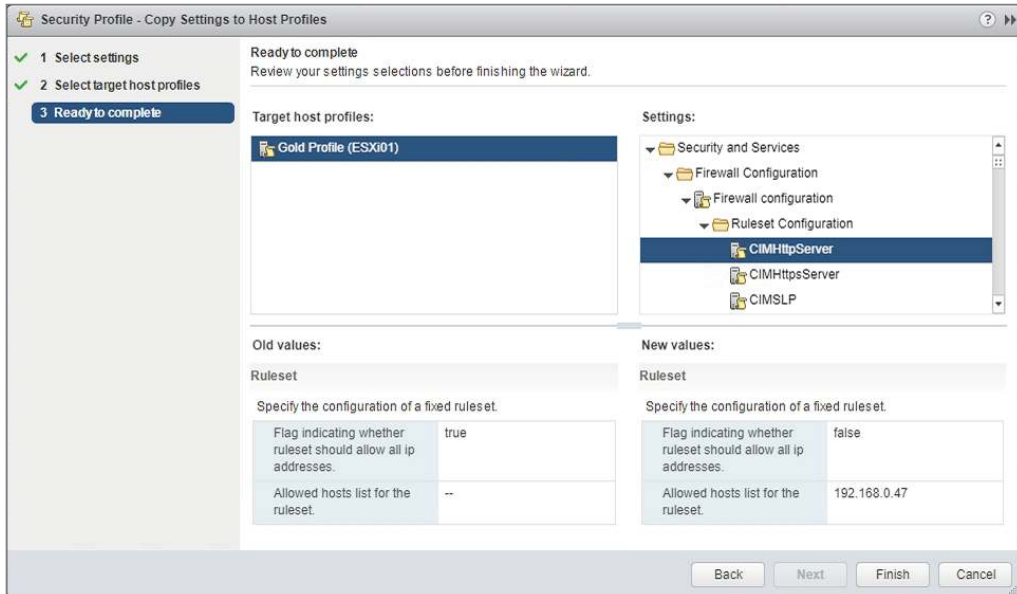 Security Profile - Copy Settings to Host Profiles
?
1 Select settings
2 Select target host profiles
3 Ready to complete
Ready to complete
Review your settings selections before finishing the wizard.
Target host profiles:
Gold Profile (ESXi01)
Settings:
Security and Services
Firewall Configuration
Firewall configuration
Ruleset Configuration
CIMHttpServer
CIMHttpsServer
CIMSLP
Old values:
Ruleset
Specify the configuration of a fixed ruleset.
Flag indicating whether
ruleset should allow all ip
addresses.
true
Allowed hosts list for the
ruleset.
--
New values:
Ruleset
Specify the configuration of a fixed ruleset.
Flag indicating whether
ruleset should allow all ip
addresses.
false
Allowed hosts list for the
ruleset.
192.168.0.47
Back
Next
Finish
Cancel